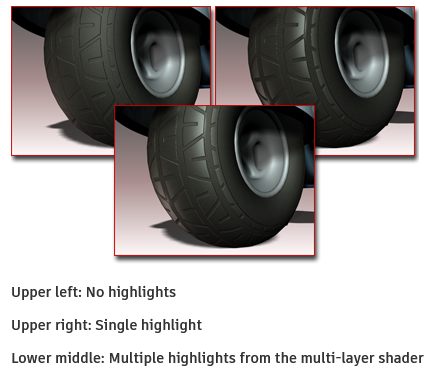 Upper left: No highlights
Upper right: Single highlight
Lower middle: Multiple highlights from the multi-layer shader